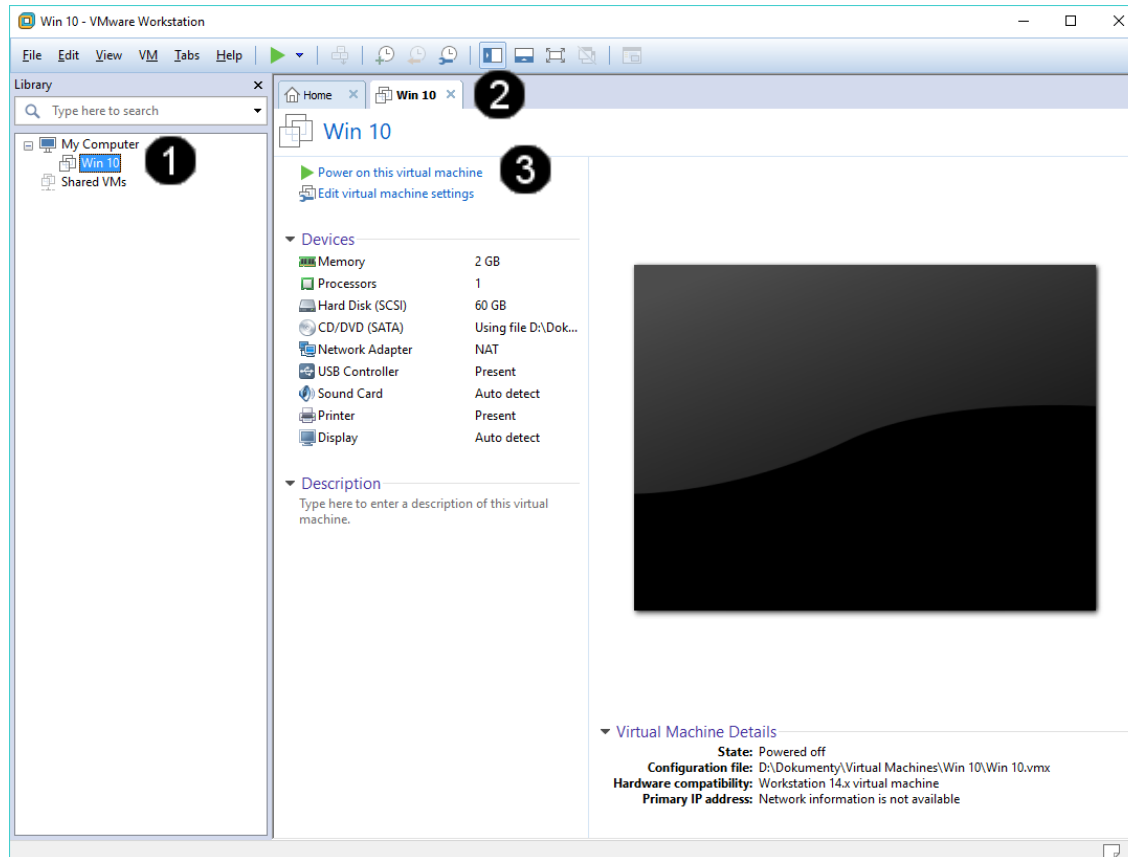 Win 10 - VMware Workstation
File Edit View VM Tabs Help
Library
Type here to search
My Computer
Win 10
Shared VMs
1
Home
Win 10
2
Win 10
Power on this virtual machine
3
Edit virtual machine settings
Devices
Memory 2 GB
Processors 1
Hard Disk (SCSI) 60 GB
CD/DVD (SATA) Using file D:\Dok...
Network Adapter NAT
USB Controller Present
Sound Card Auto detect
Printer Present
Display Auto detect
Description
Type here to enter a description of this virtual
machine.
Virtual Machine Details
State: Powered off
Configuration file: D:\Dokumenty\Virtual Machines\Win 10\Win 10.vmx
Hardware compatibility: Workstation 14.x virtual machine
Primary IP address: Network information is not available